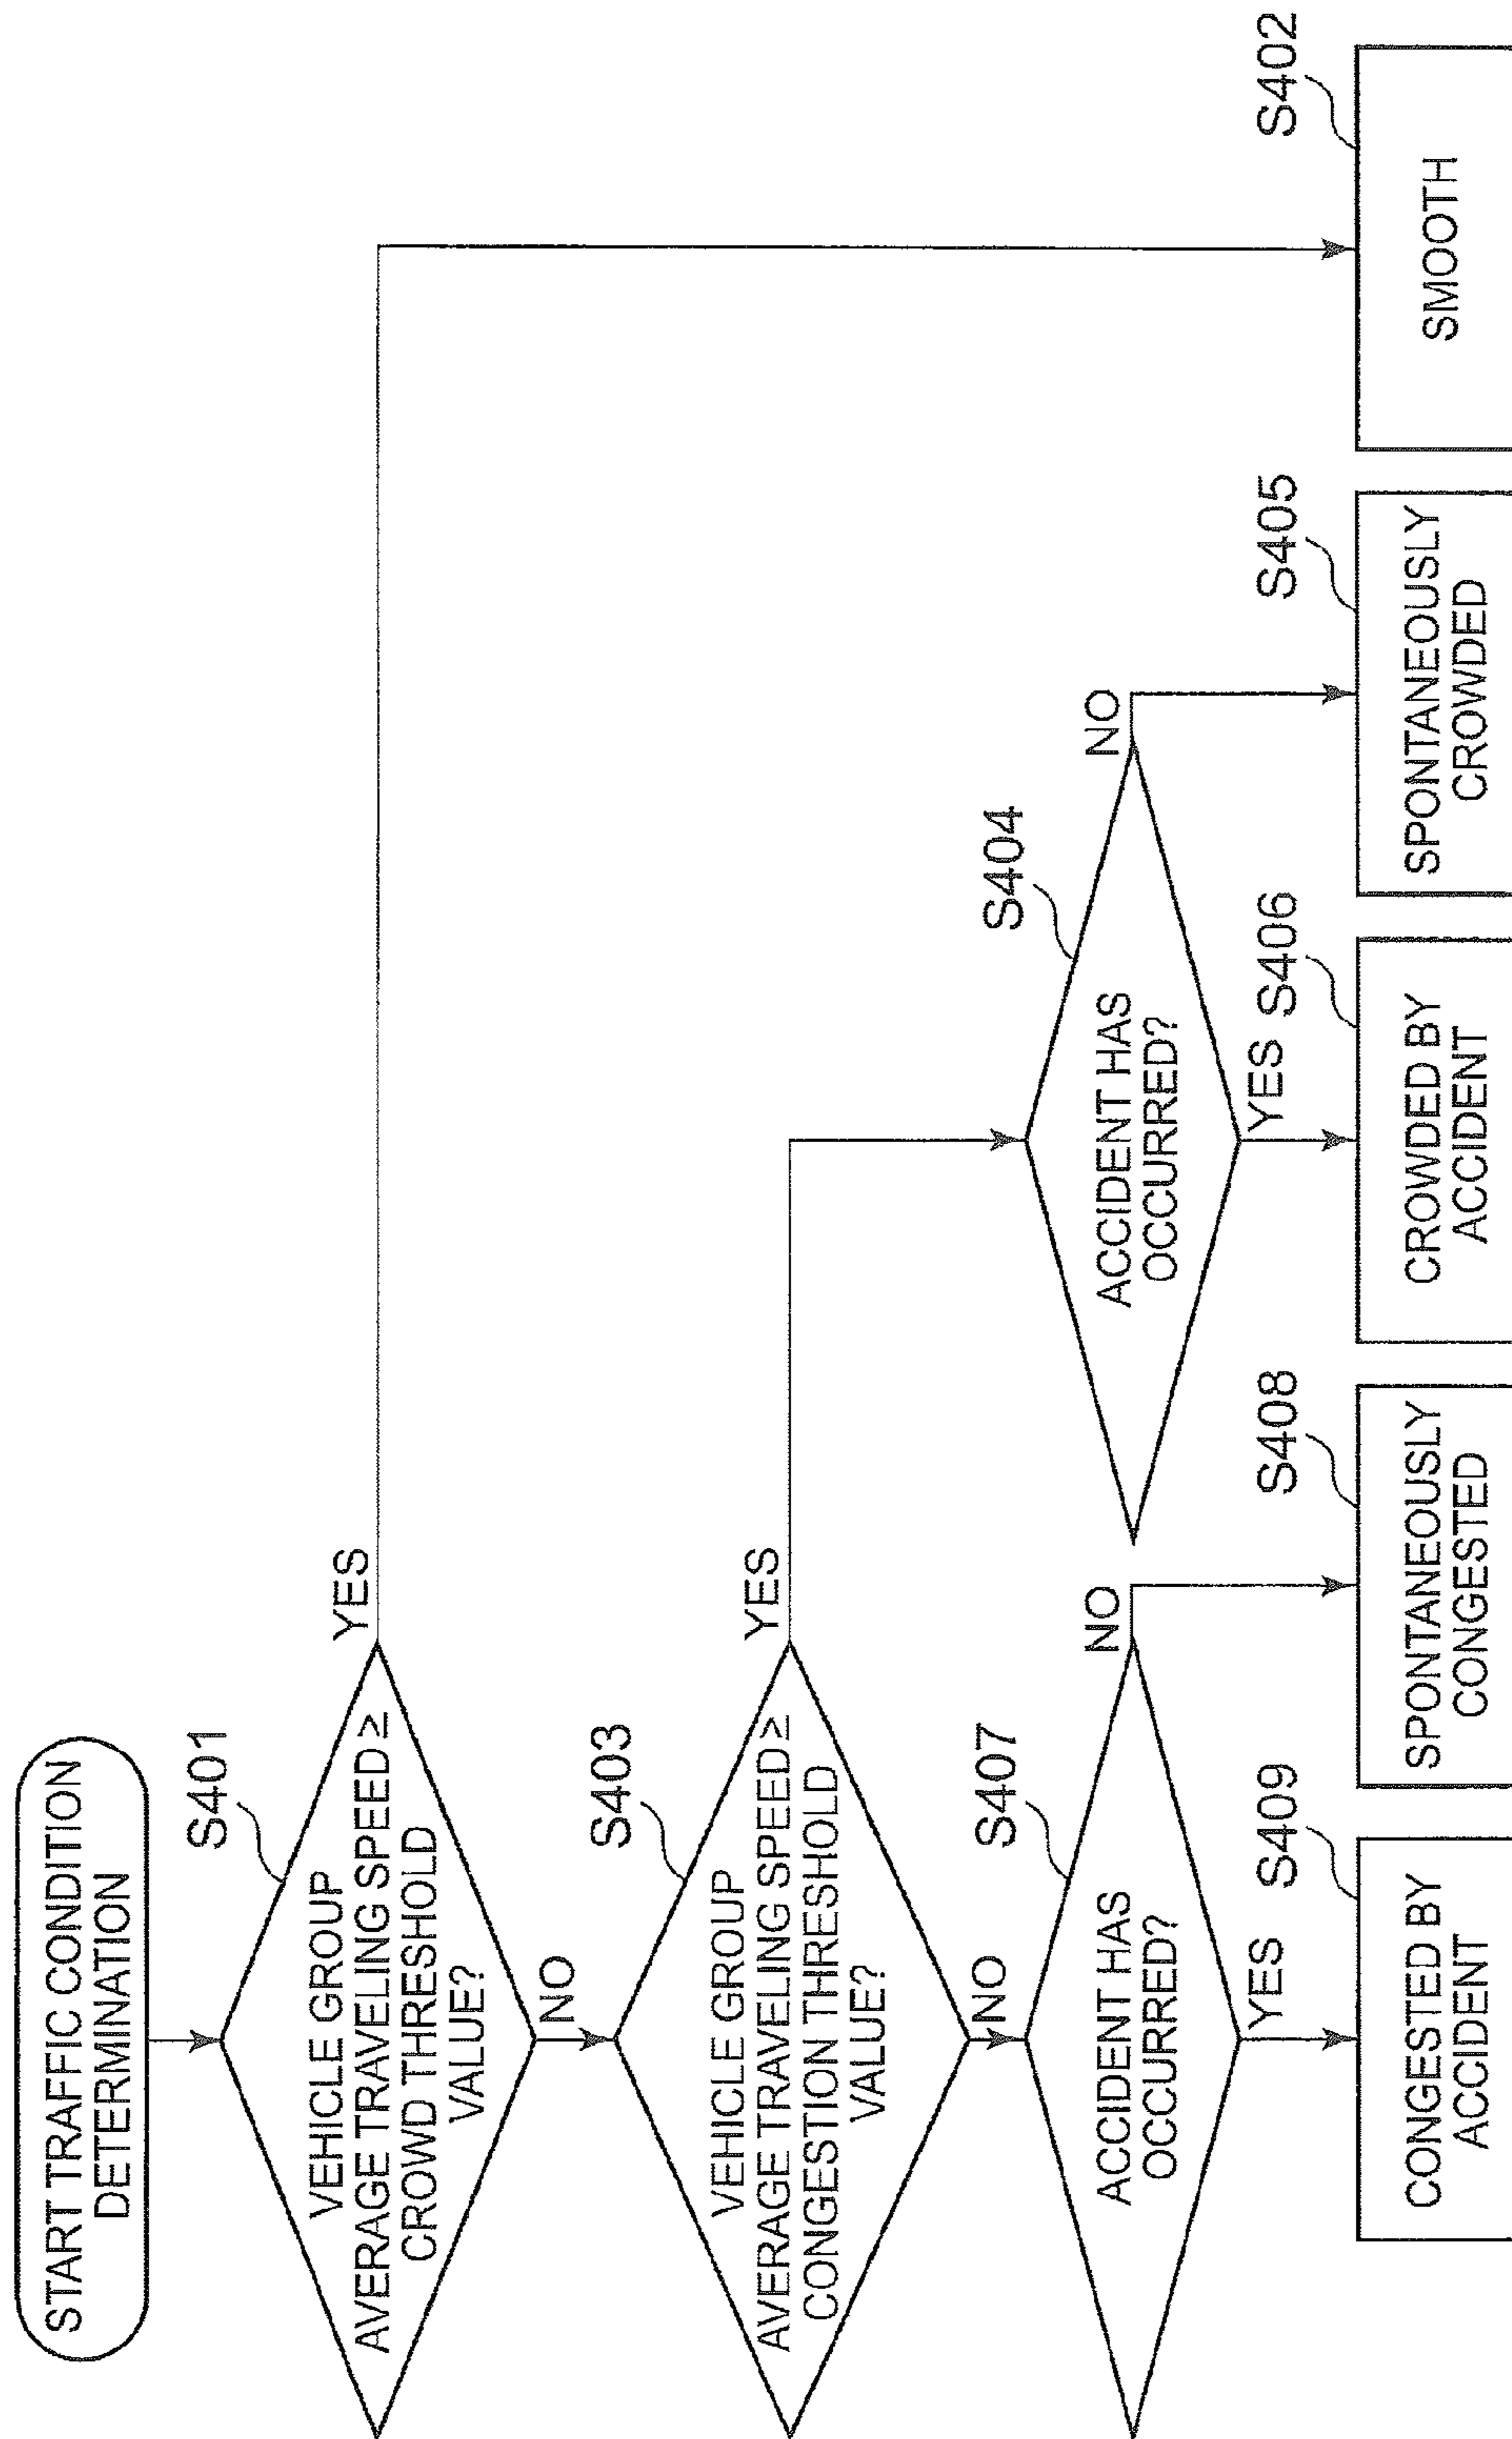 START TRAFFIC CONDITION
DETERMINATION
S401
VEHICLE GROUP
AVERAGE TRAVELING SPEED ≥
CROWD THRESHOLD
VALUE?
YES
NO
S403
VEHICLE GROUP
AVERAGE TRAVELING SPEED ≥
CONGESTION THRESHOLD
VALUE?
YES
NO
S407
ACCIDENT HAS
OCCURRED?
NO
YES
S404
ACCIDENT HAS
OCCURRED?
NO
YES
S409
CONGESTED BY
ACCIDENT
S408
SPONTANEOUSLY
CONGESTED
S406
CROWDED BY
ACCIDENT
S405
SPONTANEOUSLY
CROWDED
S402
SMOOTH